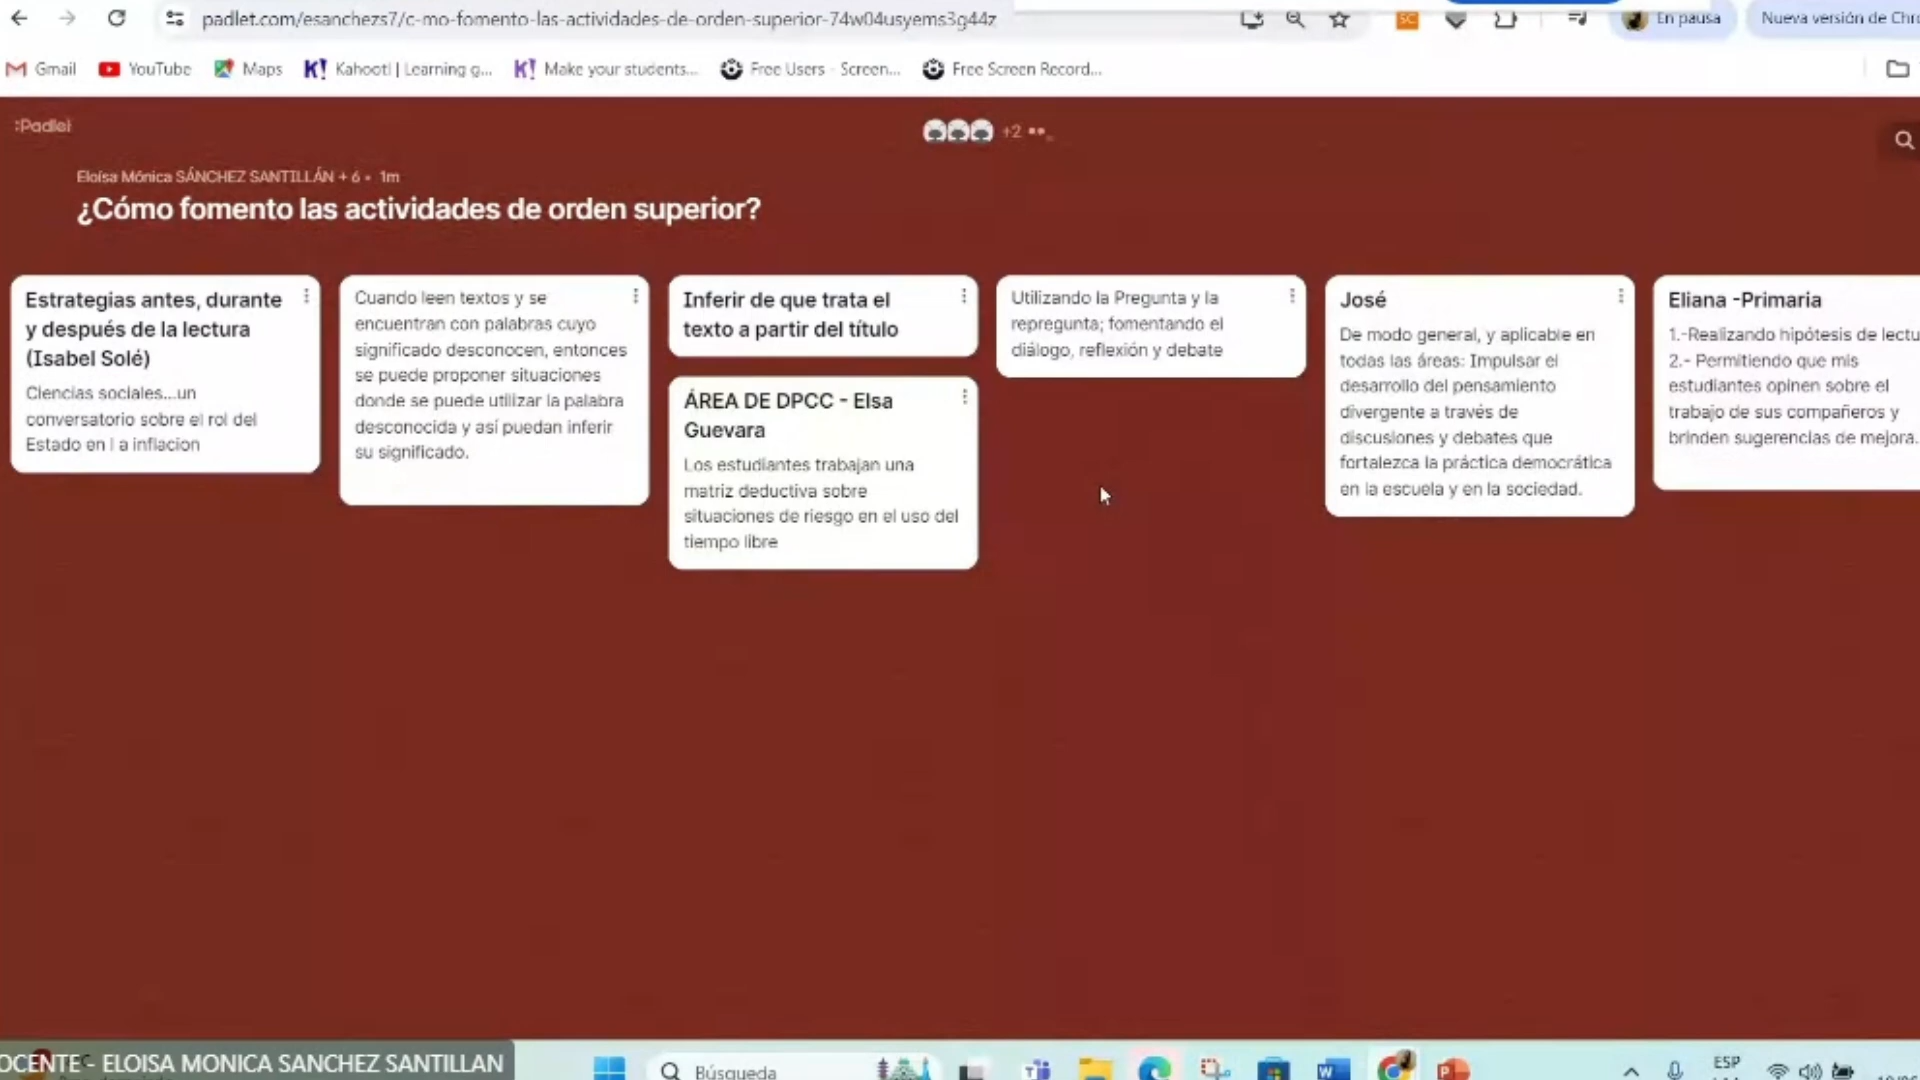 padlet.com/esanchezs7/c-mo-fomento-las-actividades-de-orden-superior-74w04usyems3g44z
En pausa
Nueva versión de Chr
Gmail
YouTube
Maps
Kahoot! | Learning g...
Make your students...
Free Users - Screen...
Free Screen Record...
:Padlet
+2
Eloísa Mónica SÁNCHEZ SANTILLÁN + 6 • 1m
¿Cómo fomento las actividades de orden superior?
Estrategias antes, durante
y después de la lectura
(Isabel Solé)
Ciencias sociales...un
conversatorio sobre el rol del
Estado en l a inflacion
Cuando leen textos y se
encuentran con palabras cuyo
significado desconocen, entonces
se puede proponer situaciones
donde se puede utilizar la palabra
desconocida y así puedan inferir
su significado.
Inferir de que trata el
texto a partir del título
ÁREA DE DPCC - Elsa
Guevara
Los estudiantes trabajan una
matriz deductiva sobre
situaciones de riesgo en el uso del
tiempo libre
Utilizando la Pregunta y la
repregunta; fomentando el
diálogo, reflexión y debate
José
De modo general, y aplicable en
todas las áreas: Impulsar el
desarrollo del pensamiento
divergente a través de
discusiones y debates que
fortalezca la práctica democrática
en la escuela y en la sociedad.
Eliana -Primaria
1.-Realizando hipótesis de lectu
2.- Permitiendo que mis
estudiantes opinen sobre el
trabajo de sus compañeros y
brinden sugerencias de mejora.
OCENTE - ELOISA MONICA SANCHEZ SANTILLAN
Búsqueda
ESP